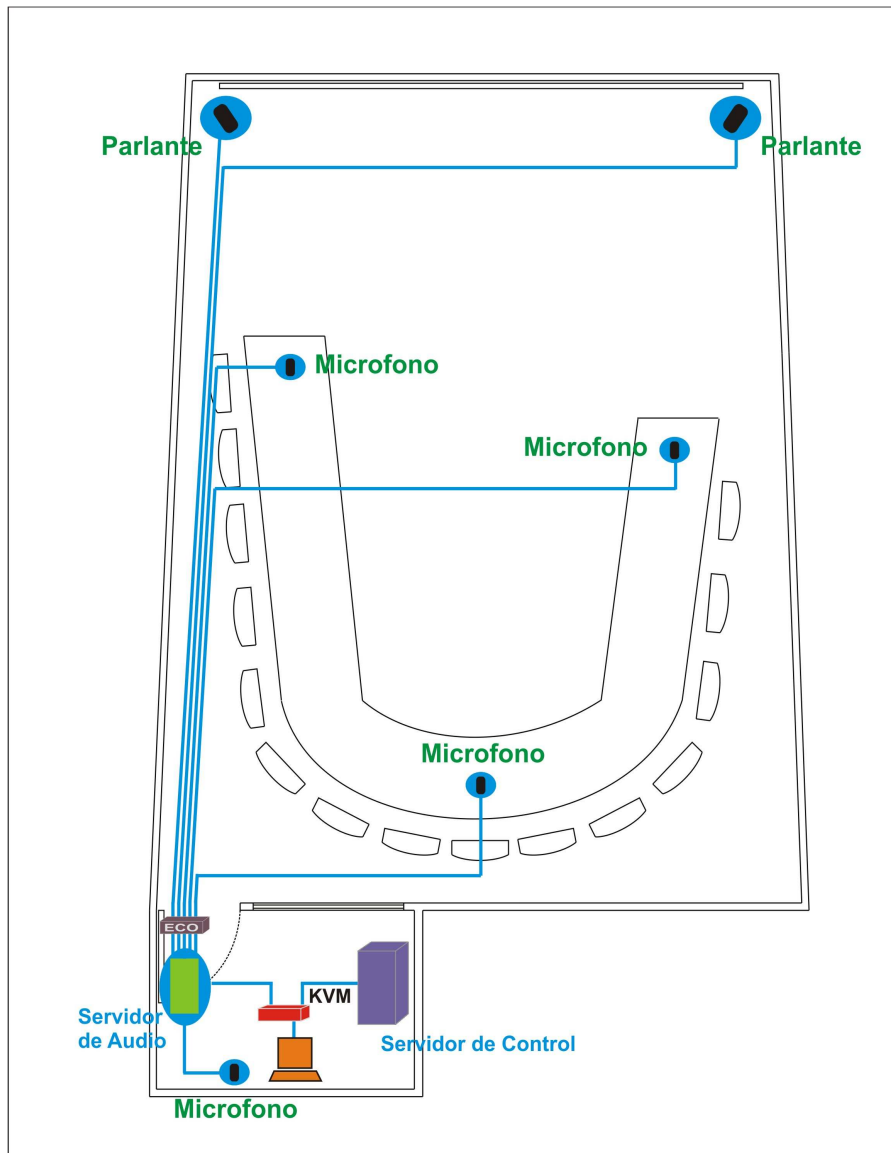 Parlante
Parlante
Microfono
Microfono
Microfono
ECO
KVM
Servidor
de Audio
Servidor de Control
Microfono